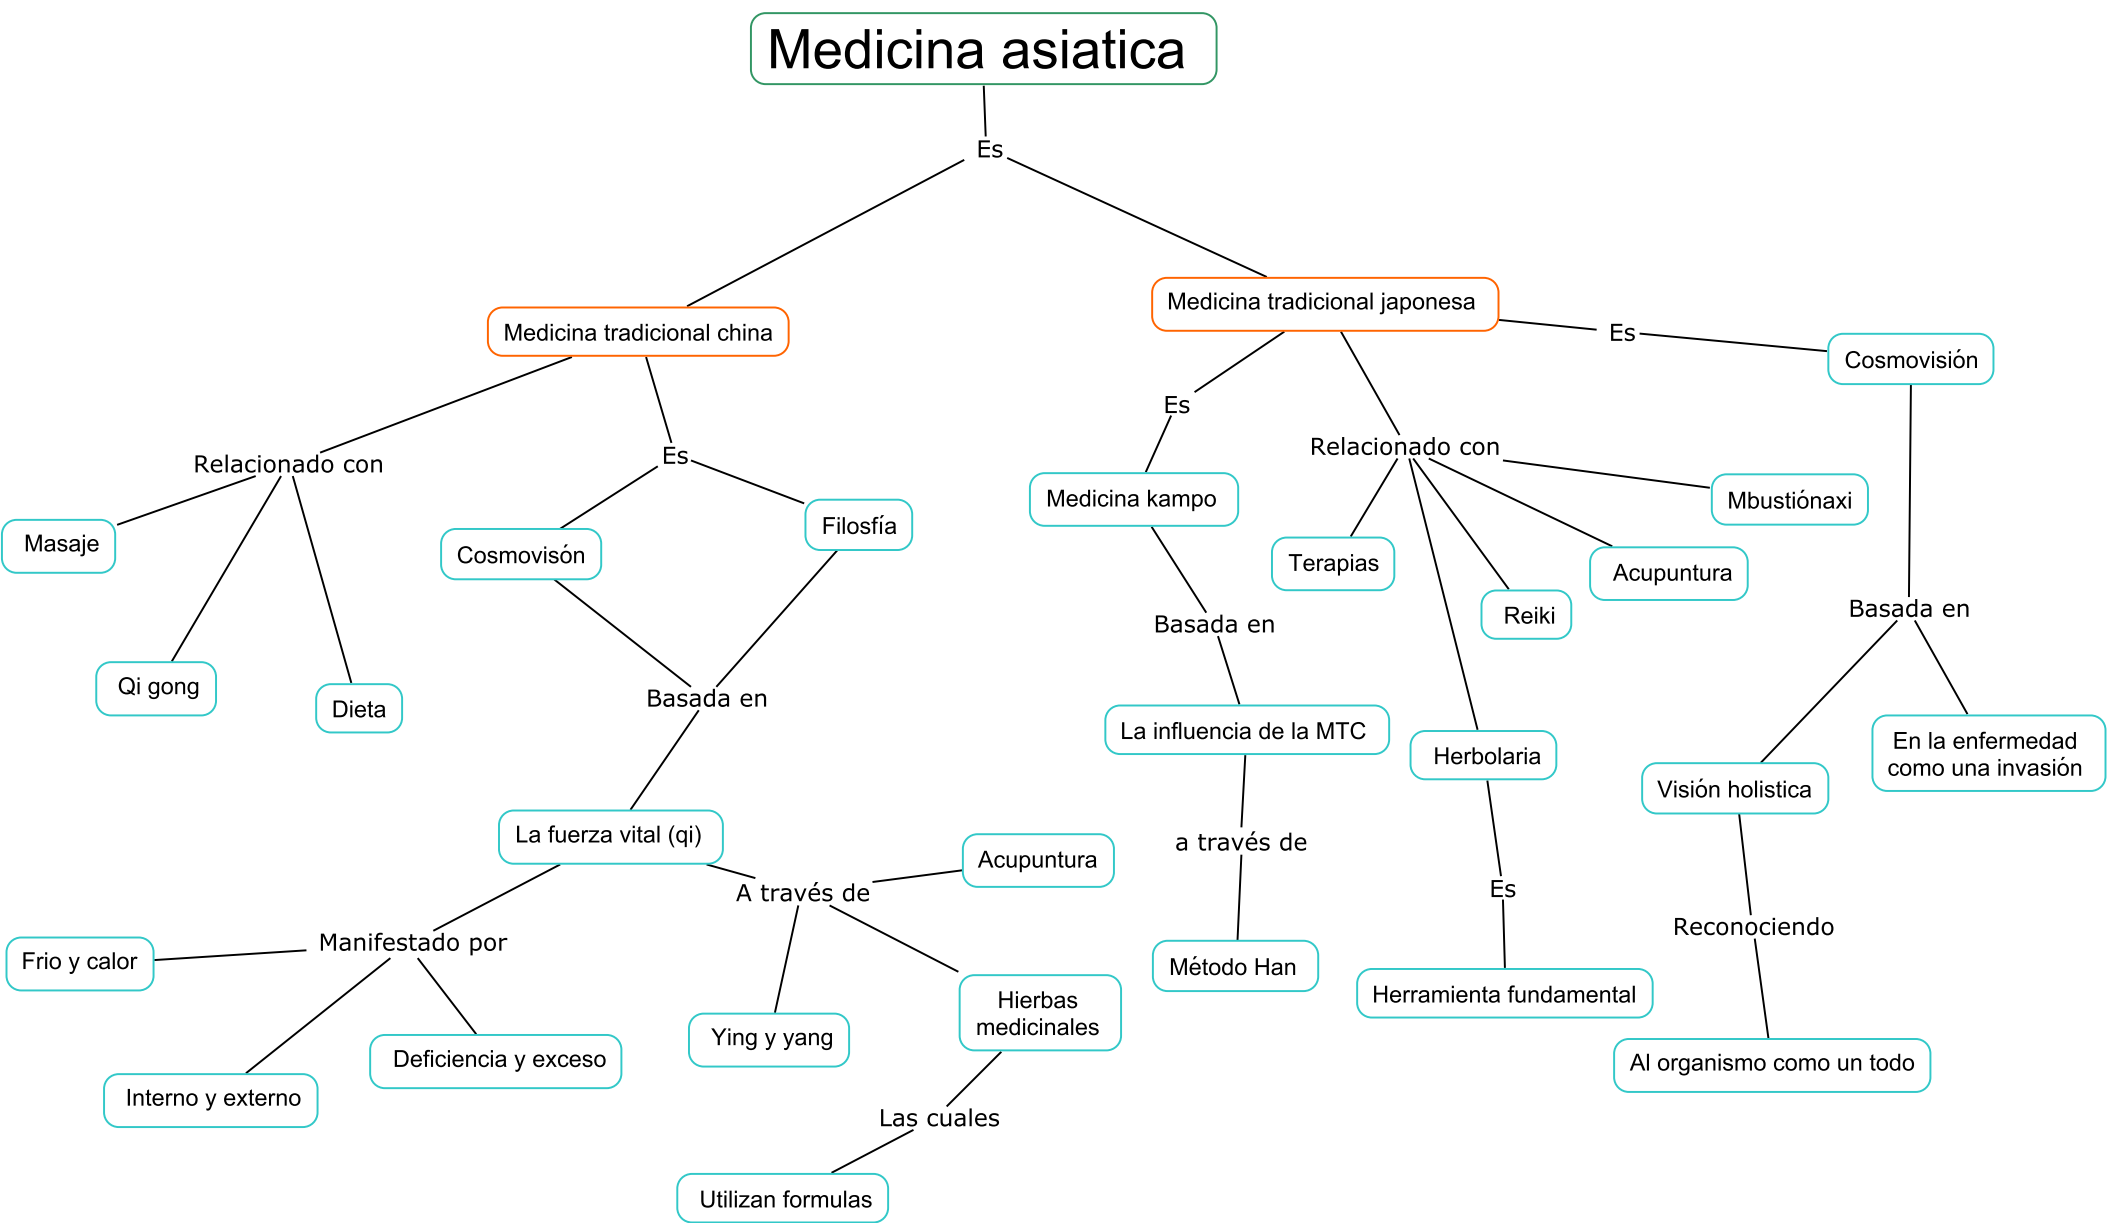 Medicina asiatica
Es
Medicina tradicional china
Medicina tradicional japonesa
Es
Cosmovisión
Es
Relacionado con
Es
Relacionado con
Medicina kampo
Mbustiónaxi
Masaje
Cosmovisón
Filosfía
Terapias
Acupuntura
Reiki
Basada en
Basada en
Qi gong
Dieta
Basada en
La influencia de la MTC
Herbolaria
En la enfermedad
como una invasión
Visión holistica
La fuerza vital (qi)
a través de
Acupuntura
A través de
Es
Reconociendo
Manifestado por
Frio y calor
Método Han
Herramienta fundamental
Hierbas
medicinales
Ying y yang
Deficiencia y exceso
Al organismo como un todo
Interno y externo
Las cuales
Utilizan formulas